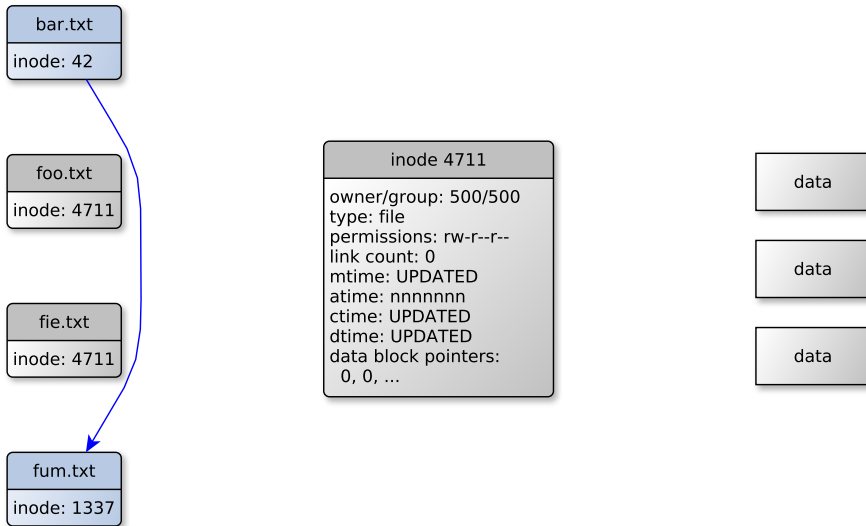 bar.txt
inode: 42
foo.txt
inode: 4711
fie.txt
inode: 4711
fum.txt
inode: 1337
inode 4711
owner/group: 500/500
type: file
permissions: rw-r--r--
link count: 0
mtime: UPDATED
atime: nnnnnnn
ctime: UPDATED
dtime: UPDATED
data block pointers:
0, 0, ...
data
data
data